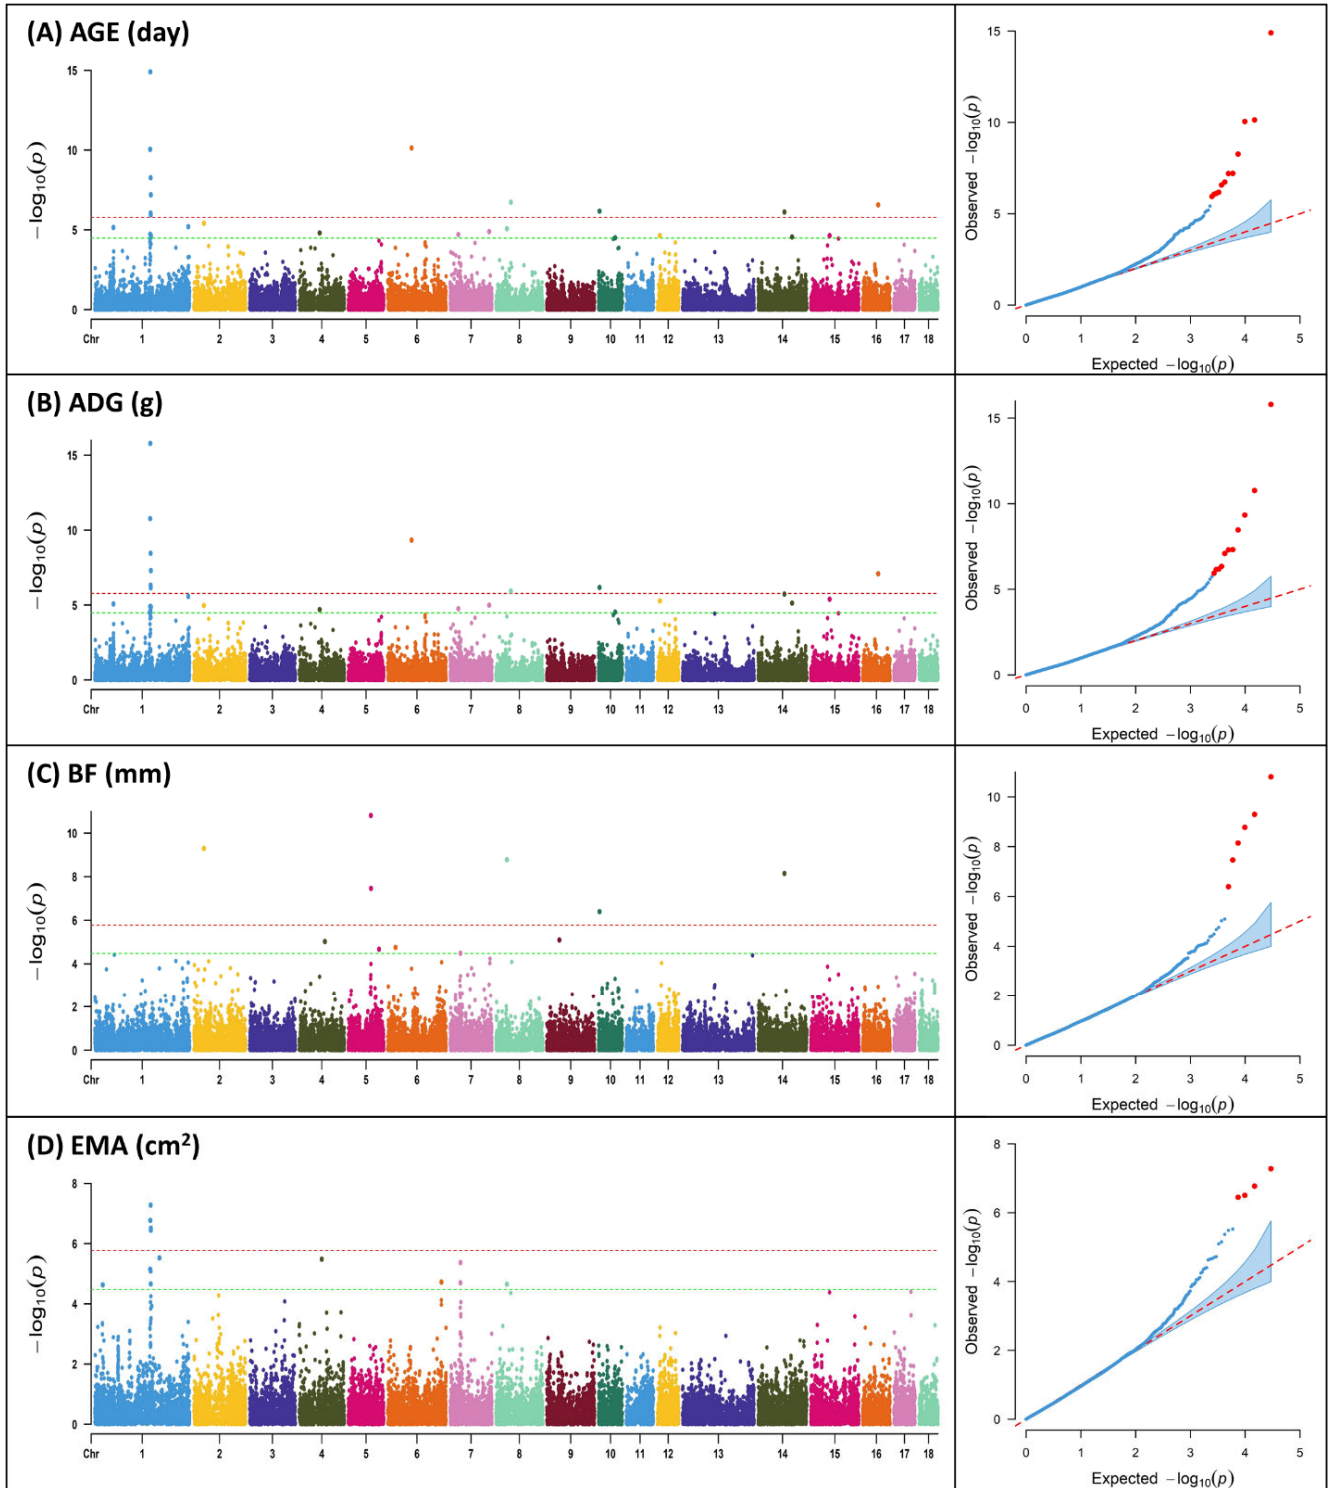 (A) AGE (day)
−log10(p)
15
10
5
0
Chr 1 2 3 4 5 6 7 8 9 10 11 12 13 14 15 16 17 18
Observed −log10(p)
15
10
5
0
0 1 2 3 4 5
Expected −log10(p)
(B) ADG (g)
−log10(p)
15
10
5
0
Chr 1 2 3 4 5 6 7 8 9 10 11 12 13 14 15 16 17 18
Observed −log10(p)
15
10
5
0
0 1 2 3 4 5
Expected −log10(p)
(C) BF (mm)
−log10(p)
10
8
6
4
2
0
Chr 1 2 3 4 5 6 7 8 9 10 11 12 13 14 15 16 17 18
Observed −log10(p)
10
8
6
4
2
0
0 1 2 3 4 5
Expected −log10(p)
(D) EMA (cm²)
−log10(p)
8
6
4
2
0
Chr 1 2 3 4 5 6 7 8 9 10 11 12 13 14 15 16 17 18
Observed −log10(p)
8
6
4
2
0
0 1 2 3 4 5
Expected −log10(p)